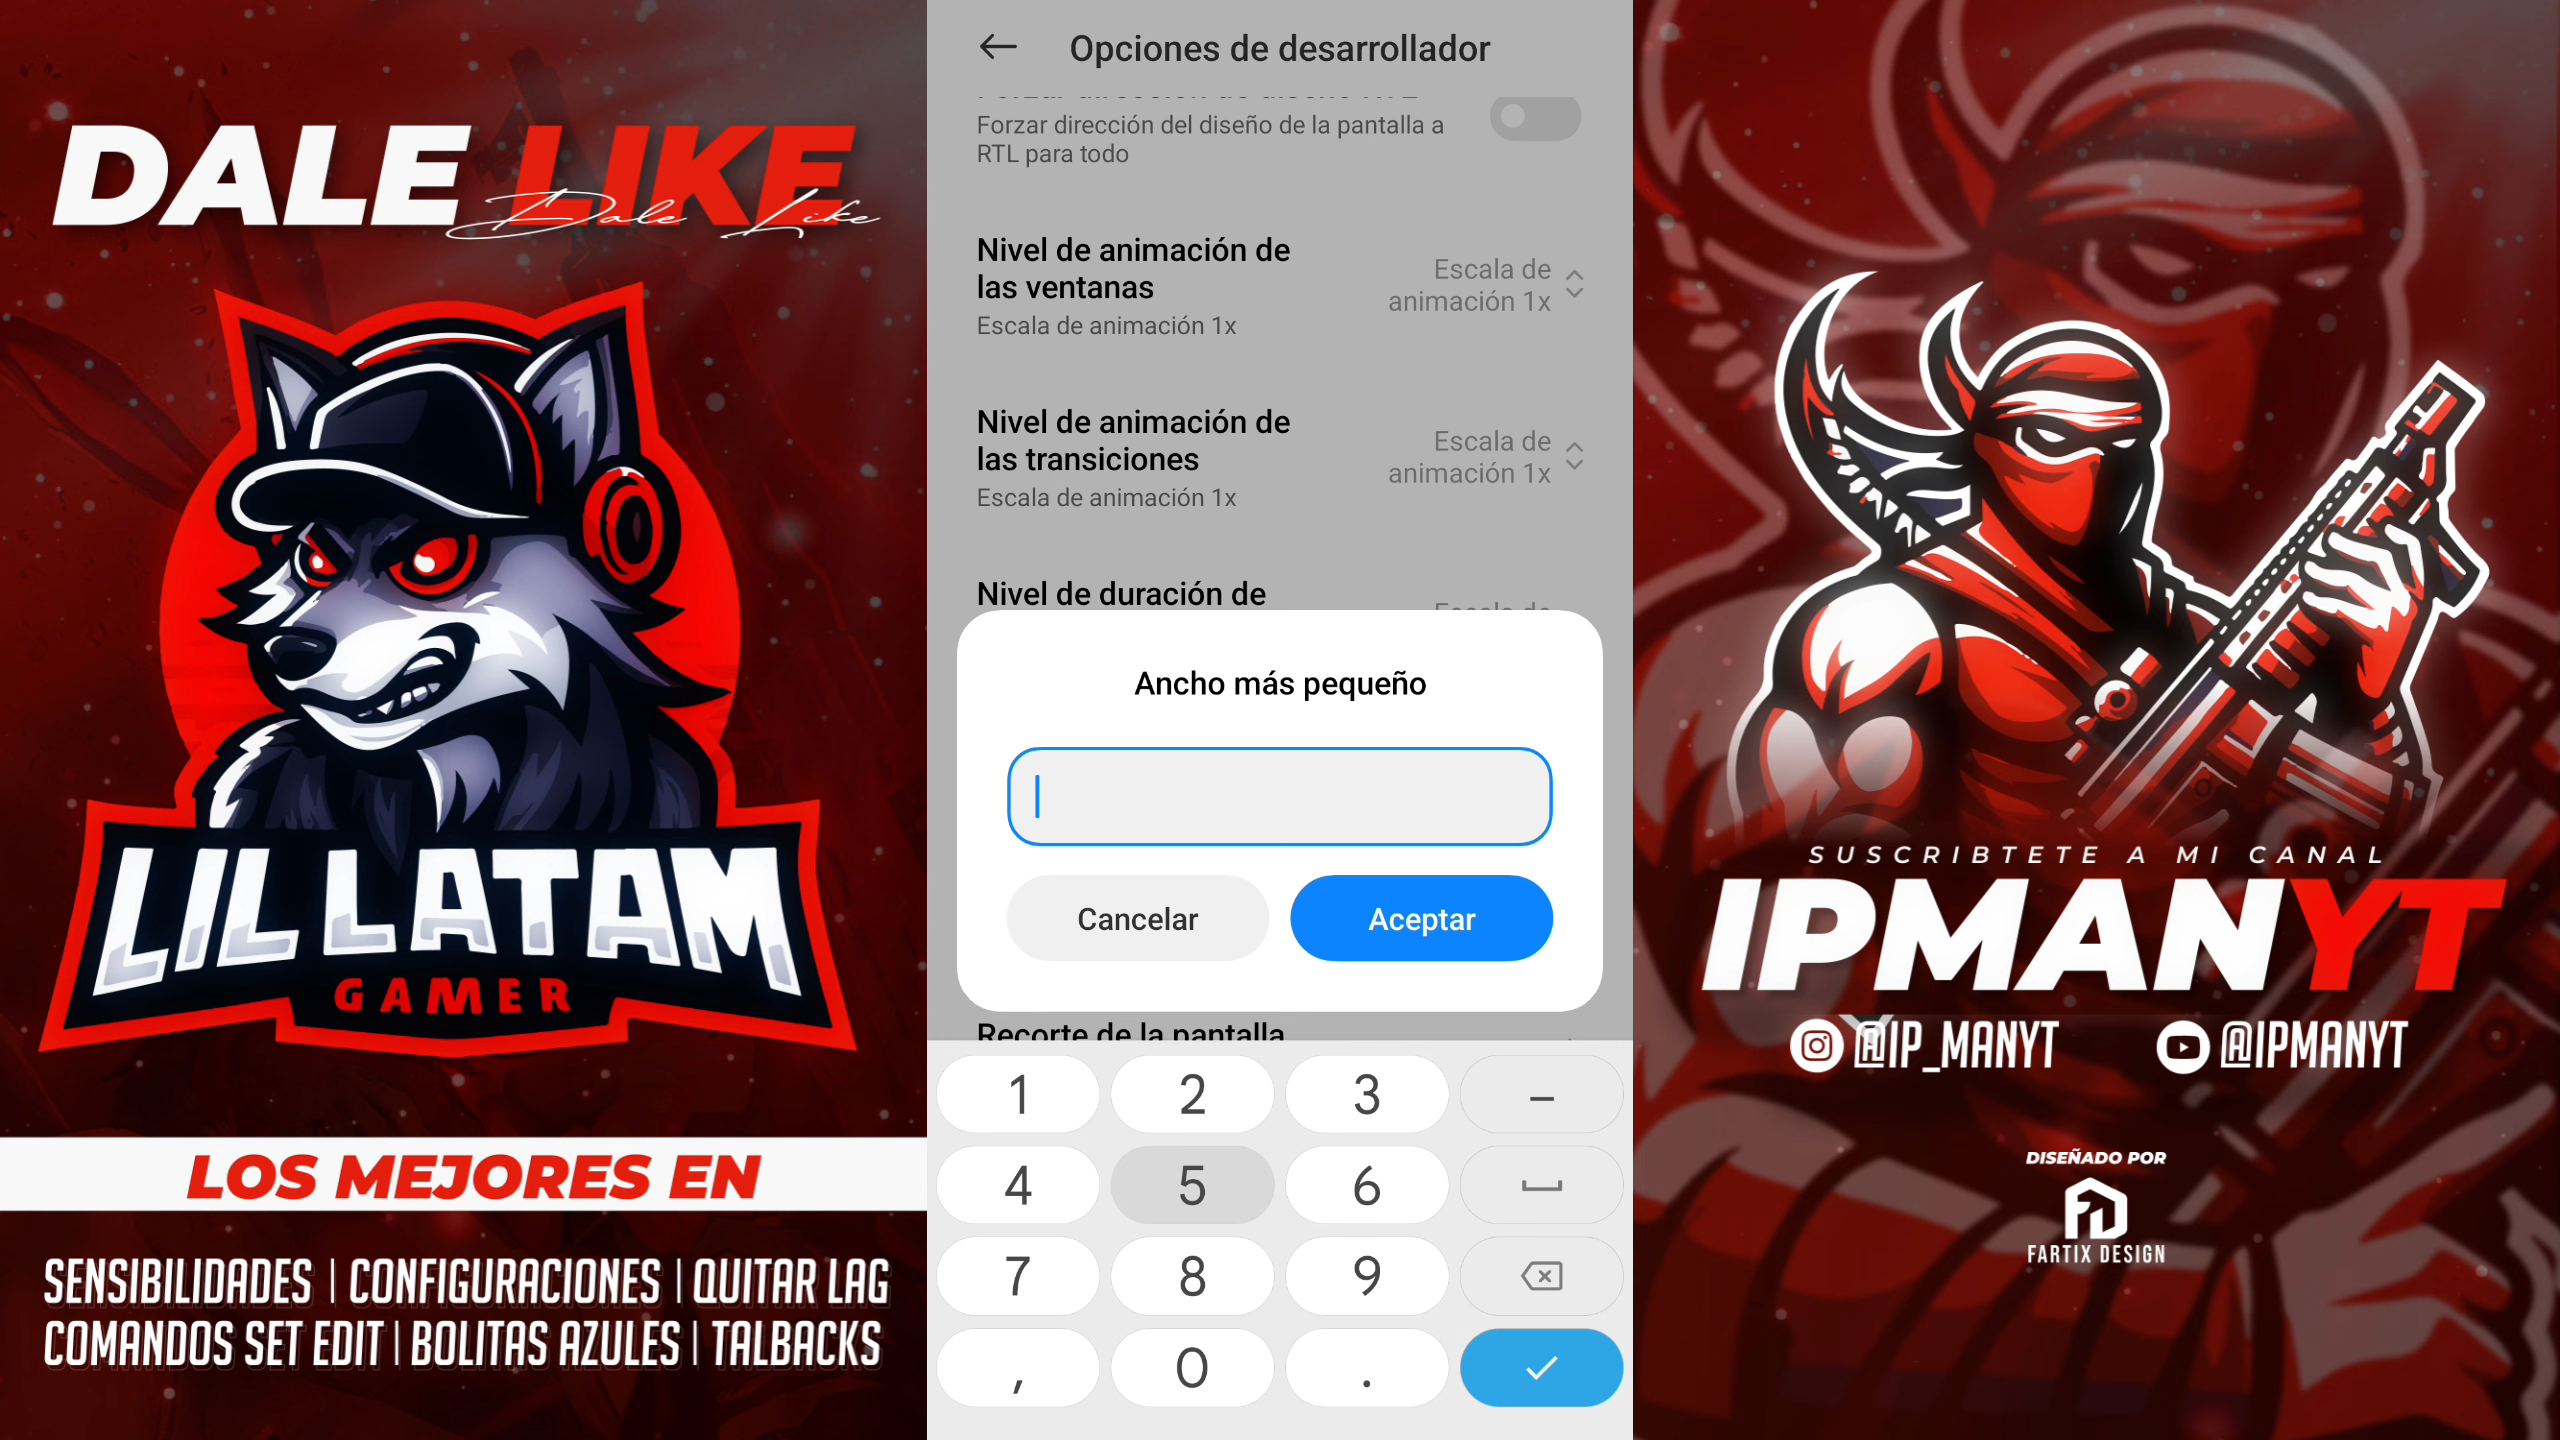 DALE LIKE
Dale Like
LIL LATAM
GAMER
LOS MEJORES EN
SENSIBILIDADES | CONFIGURACIONES | QUITAR LAG
COMANDOS SET EDIT | BOLITAS AZULES | TALBACKS
Opciones de desarrollador
Forzar dirección del diseño de la pantalla a
RTL para todo
Nivel de animación de
las ventanas
Escala de animación 1x
Escala de
animación 1x
Nivel de animación de
las transiciones
Escala de animación 1x
Escala de
animación 1x
Nivel de duración de
Escala de
Ancho más pequeño
Cancelar
Aceptar
Recorte de la pantalla
1 2 3 –
4 5 6
7 8 9
, 0 .
SUSCRIBTETE A MI CANAL
IPMANYT
@IP_MANYT @IPMANYT
DISEÑADO POR
FARTIX DESIGN